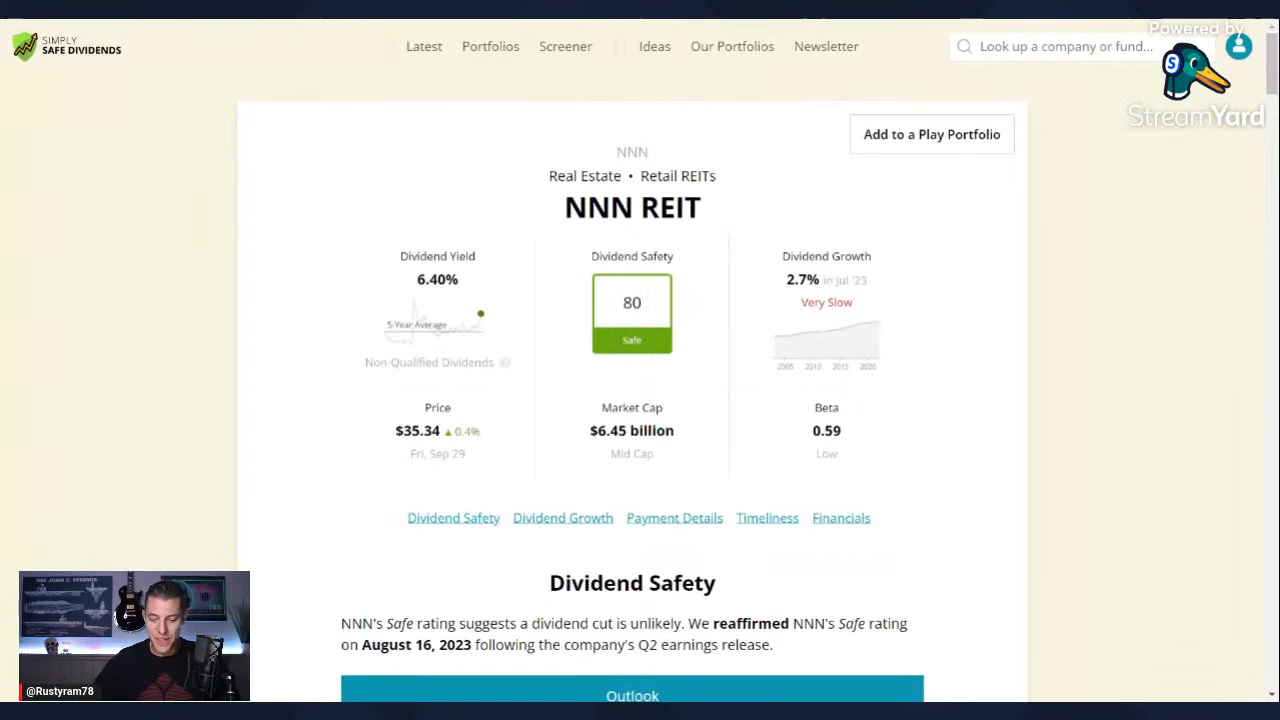 SIMPLY
SAFE DIVIDENDS
Latest
Portfolios
Screener
Ideas
Our Portfolios
Newsletter
Look up a company or fund...
Powered by
S
StreamYard
Add to a Play Portfolio
NNN
Real Estate • Retail REITs
NNN REIT
Dividend Yield
6.40%
5-Year Average
Non-Qualified Dividends
Dividend Safety
80
Safe
Dividend Growth
2.7% in Jul '23
Very Slow
2005 2010 2015 2020
Price
$35.34 ▲ 0.4%
Fri, Sep 29
Market Cap
$6.45 billion
Mid Cap
Beta
0.59
Low
Dividend Safety
Dividend Growth
Payment Details
Timeliness
Financials
Dividend Safety
NNN's Safe rating suggests a dividend cut is unlikely. We reaffirmed NNN's Safe rating
on August 16, 2023 following the company's Q2 earnings release.
Outlook
USS JOHN C. STENNIS
@Rustyram78